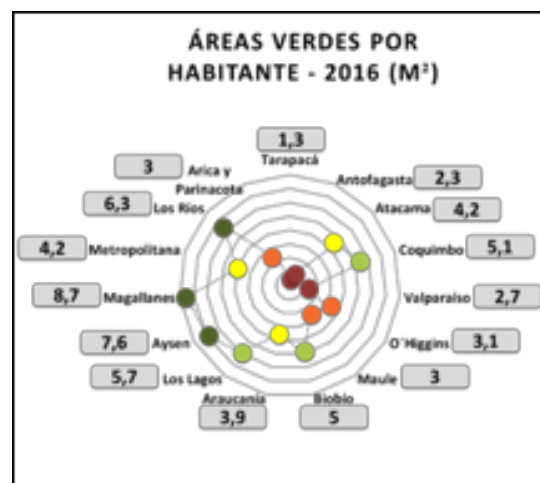 ÁREAS VERDES POR
HABITANTE - 2016 (M²)
1,3
Tarapacá
3
Arica y
Parinacota
Antofagasta 2,3
6,3
Los Ríos
Atacama 4,2
4,2
Metropolitana
Coquimbo 5,1
8,7
Magallanes
Valparaíso 2,7
7,6
Aysen
O´Higgins 3,1
5,7
Los Lagos
Maule 3
Araucanía
3,9
Biobío
5